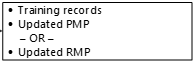 • Training records
• Updated PMP
– OR –
• Updated RMP